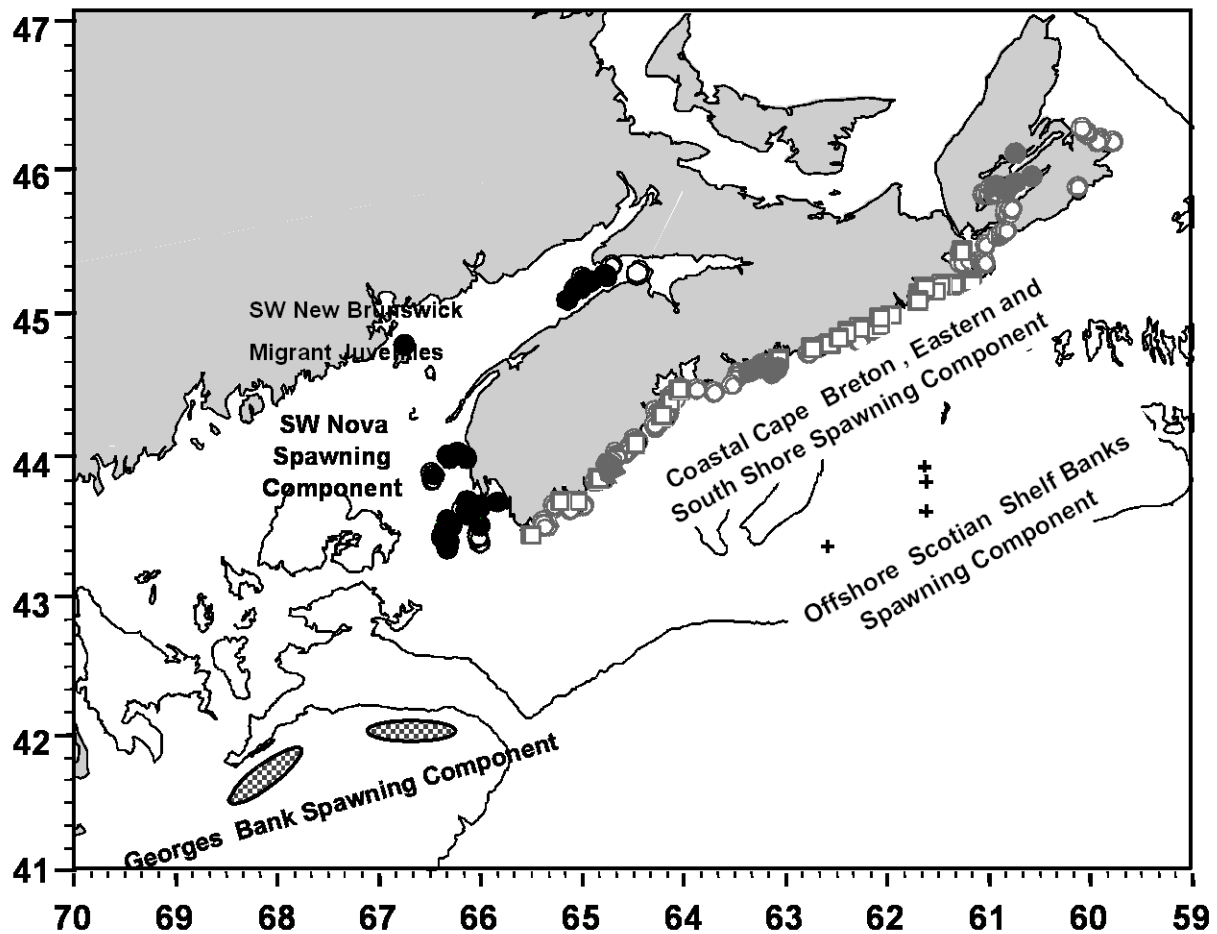 47
46
45
44
43
42
41
SW New Brunswick
Migrant Juveniles
SW Nova
Spawning
Component
Coastal Cape Breton , Eastern and
South Shore Spawning Component
Offshore Scotian Shelf Banks
Spawning Component
Georges Bank Spawning Component
70 69 68 67 66 65 64 63 62 61 60 59